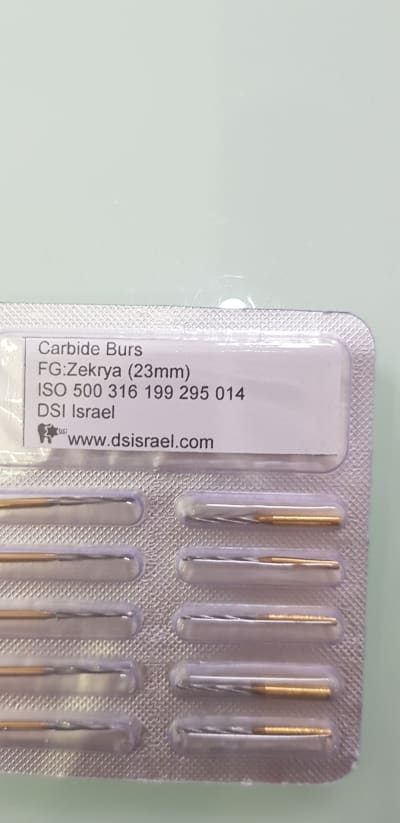 Carbide Burs
FG:Zekrya (23mm)
ISO 500 316 199 295 014
DSI Israel
www.dsisrael.com